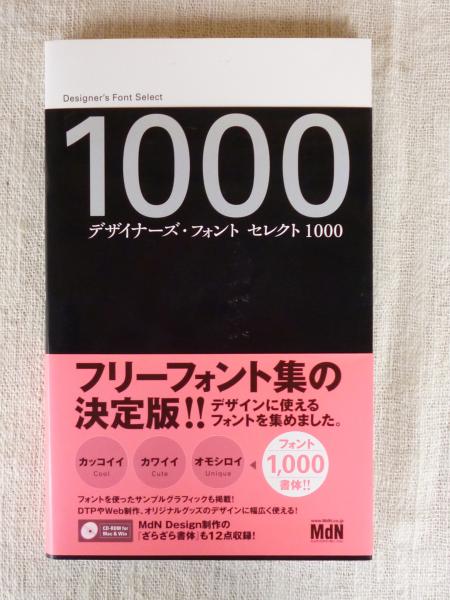 Designer's Font Select
1000
デザイナーズ・フォント セレクト 1000
フリーフォント集の
決定版!!
デザインに使える
フォントを集めました。
カッコイイ
Cool
カワイイ
Cute
オモシロイ
Unique
フォント
1,000
書体!!
フォントを使ったサンプルグラフィックも掲載!
DTPやWeb制作、オリジナルグッズのデザインに幅広く使える!
CD-ROM for
Mac & Win
MdN Design制作の
「ざらざら書体」も12点収録!
www.MdN.co.jp
MdN